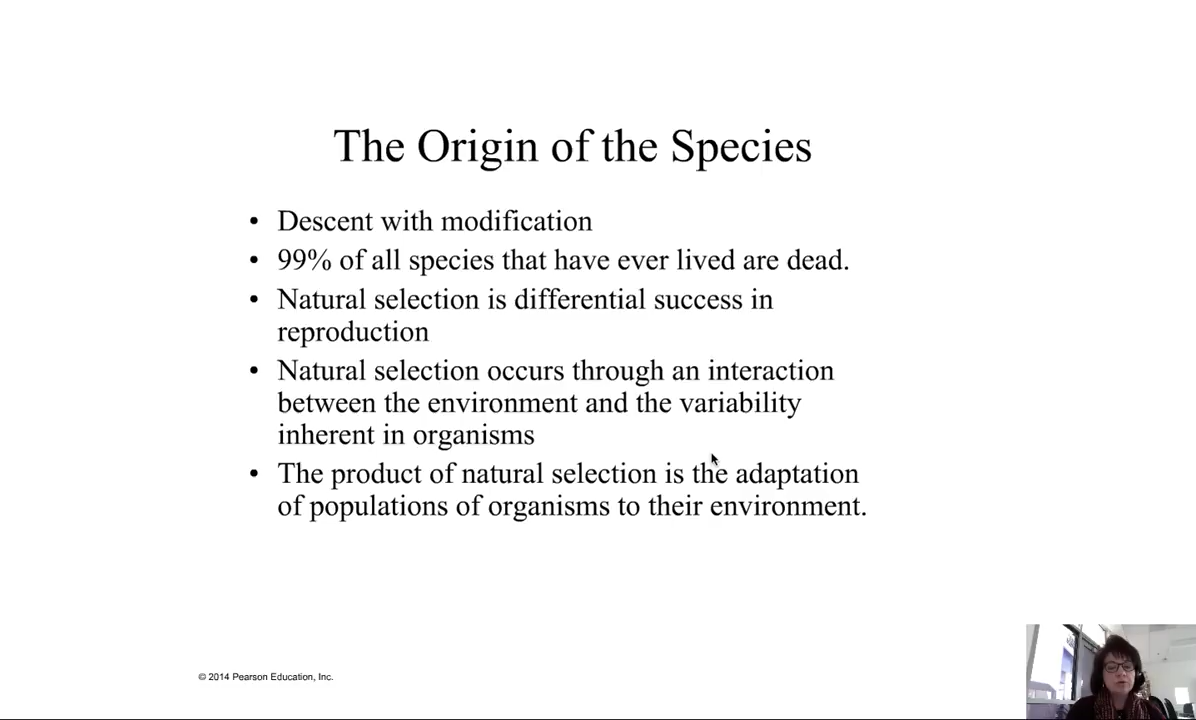 The Origin of the Species
• Descent with modification
• 99% of all species that have ever lived are dead.
• Natural selection is differential success in
reproduction
• Natural selection occurs through an interaction
between the environment and the variability
inherent in organisms
• The product of natural selection is the adaptation
of populations of organisms to their environment.
© 2014 Pearson Education, Inc.